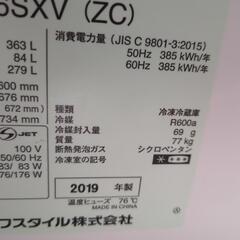 5SXV (ZC)
363 L
84 L
279 L
消費電力量 (JIS C 9801-3:2015)
50Hz 385 kWh/年
60Hz 385 kWh/年
600 mm
676 mm
672 mm)
734 mm
種類 冷凍冷蔵庫
冷媒 R600a
冷媒封入量 69 g
質量 77 kg
断熱発泡ガス シクロペンタン
冷凍室の記号
S JET
100 V
50/60 Hz
2019 年製
温度ヒューズ 76℃
MADE IN CHINA
フスタイル株式会社